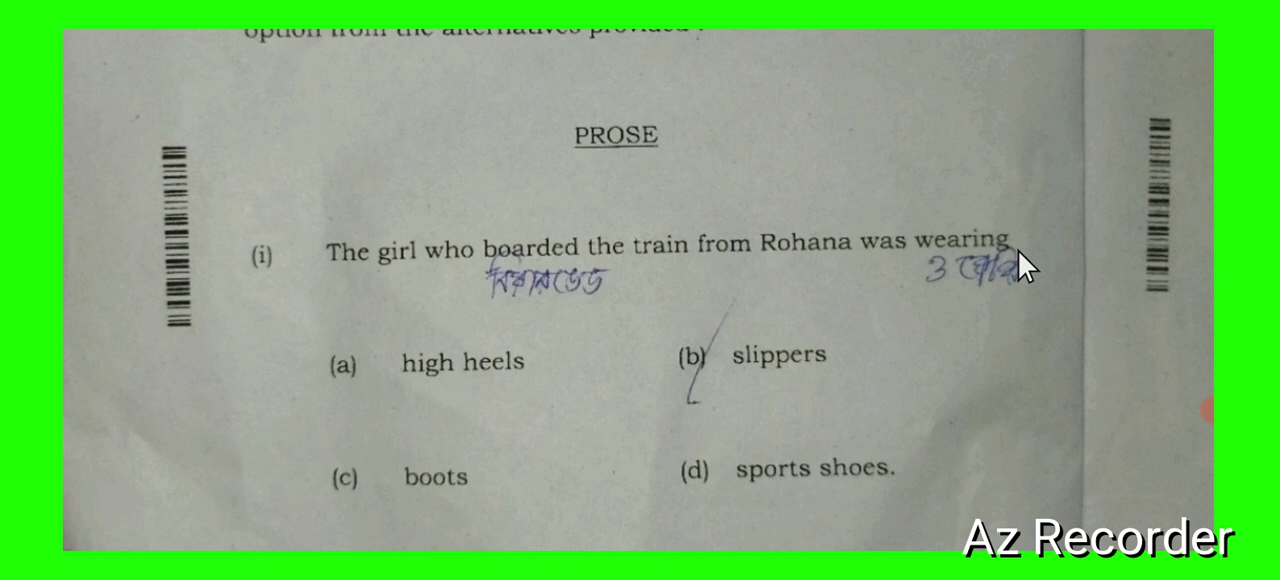 PROSE
(i) The girl who boarded the train from Rohana was wearing
(a) high heels (b) slippers
(c) boots (d) sports shoes.
Az Recorder